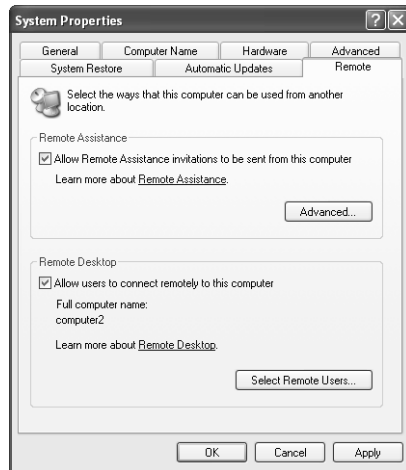 System Properties
General Computer Name Hardware Advanced
System Restore Automatic Updates Remote
Select the ways that this computer can be used from another
location.
Remote Assistance
Allow Remote Assistance invitations to be sent from this computer
Learn more about Remote Assistance.
Advanced...
Remote Desktop
Allow users to connect remotely to this computer
Full computer name:
computer2
Learn more about Remote Desktop.
Select Remote Users...
OK Cancel Apply